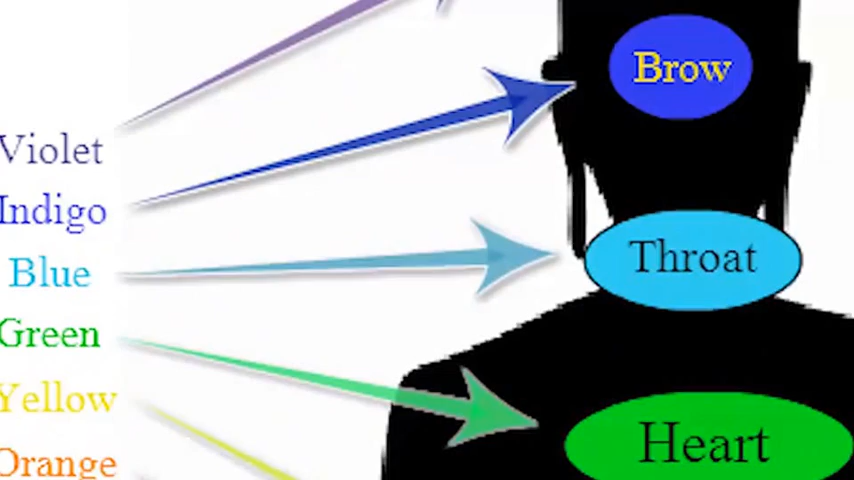 Violet
Indigo
Blue
Green
Yellow
Orange
Brow
Throat
Heart